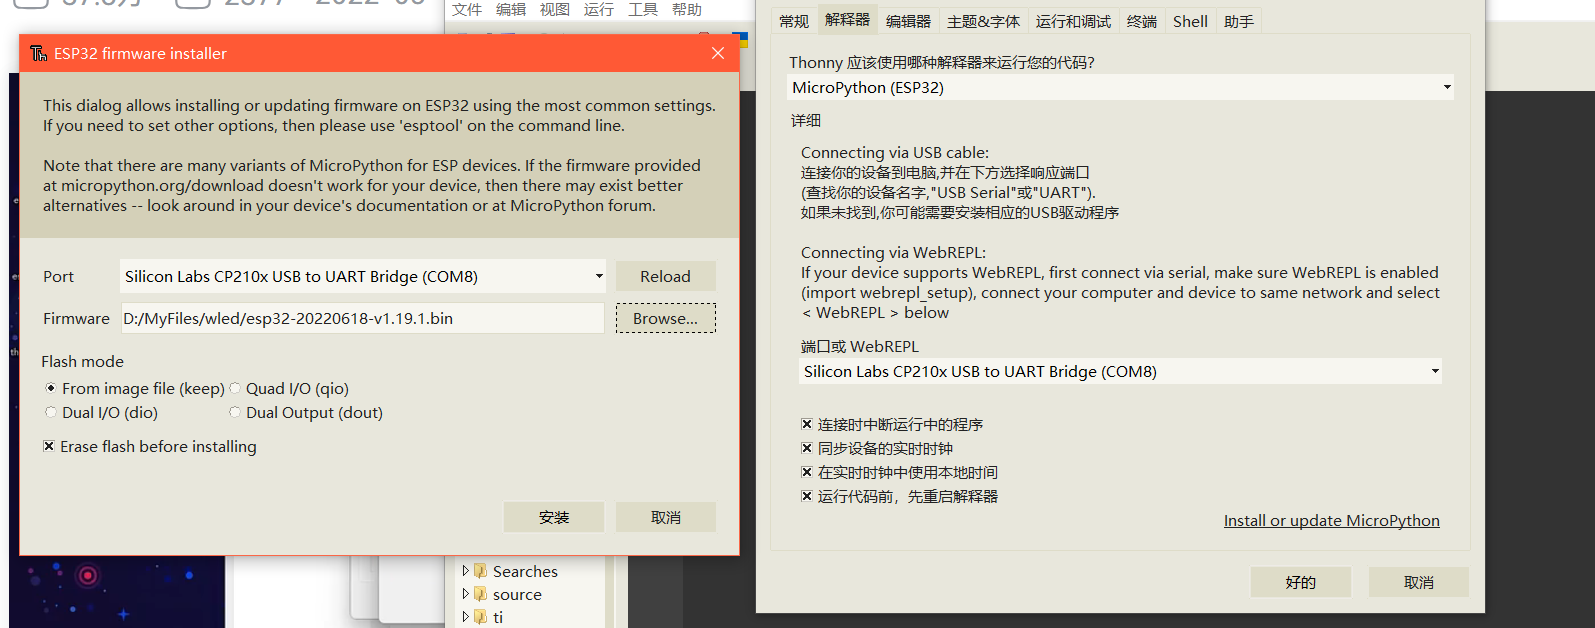 文件 编辑 视图 运行 工具 帮助
ESP32 firmware installer
This dialog allows installing or updating firmware on ESP32 using the most common settings.
If you need to set other options, then please use 'esptool' on the command line.
Note that there are many variants of MicroPython for ESP devices. If the firmware provided
at micropython.org/download doesn't work for your device, then there may exist better
alternatives -- look around in your device's documentation or at MicroPython forum.
Port Silicon Labs CP210x USB to UART Bridge (COM8) Reload
Firmware D:/MyFiles/wled/esp32-20220618-v1.19.1.bin Browse...
Flash mode
From image file (keep) Quad I/O (qio)
Dual I/O (dio) Dual Output (dout)
Erase flash before installing
安装 取消
Searches
source
ti
常规 解释器 编辑器 主题&字体 运行和调试 终端 Shell 助手
Thonny 应该使用哪种解释器来运行您的代码?
MicroPython (ESP32)
详细
Connecting via USB cable:
连接你的设备到电脑,并在下方选择响应端口
(查找你的设备名字,"USB Serial"或"UART").
如果未找到,你可能需要安装相应的USB驱动程序
Connecting via WebREPL:
If your device supports WebREPL, first connect via serial, make sure WebREPL is enabled
(import webrepl_setup), connect your computer and device to same network and select
< WebREPL > below
端口或 WebREPL
Silicon Labs CP210x USB to UART Bridge (COM8)
连接时中断运行中的程序
同步设备的实时时钟
在实时时钟中使用本地时间
运行代码前，先重启解释器
Install or update MicroPython
好的 取消